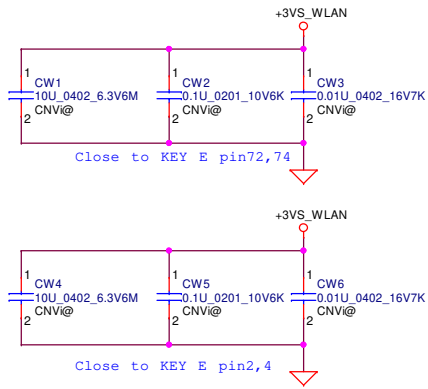 +3VS_WLAN
1 1 1
CW1 CW2 CW3
10U_0402_6.3V6M 0.1U_0201_10V6K 0.01U_0402_16V7K
CNVi@ CNVi@ CNVi@
2 2 2
Close to KEY E pin72,74
+3VS_WLAN
1 1 1
CW4 CW5 CW6
10U_0402_6.3V6M 0.1U_0201_10V6K 0.01U_0402_16V7K
CNVi@ CNVi@ CNVi@
2 2 2
Close to KEY E pin2,4